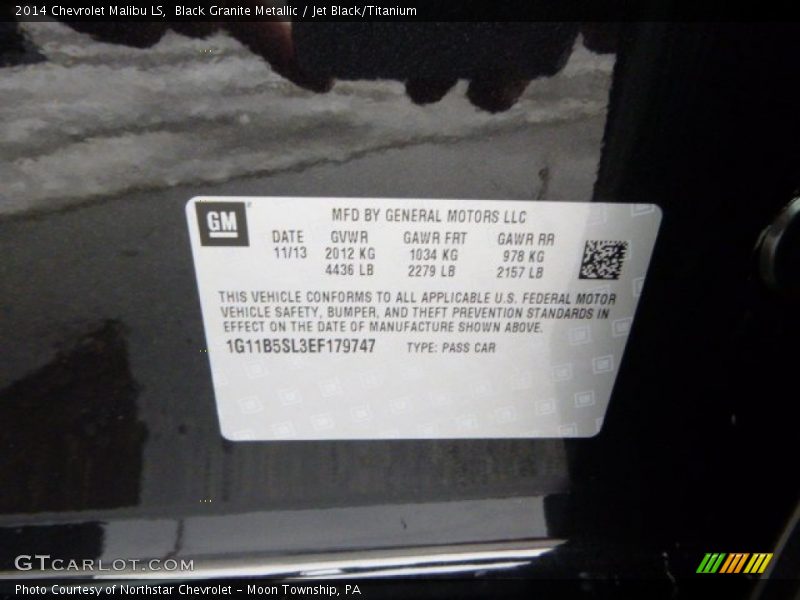 2014 Chevrolet Malibu LS, Black Granite Metallic / Jet Black/Titanium
GM
MFD BY GENERAL MOTORS LLC
DATE GVWR GAWR FRT GAWR RR
11/13 2012 KG 1034 KG 978 KG
4436 LB 2279 LB 2157 LB
THIS VEHICLE CONFORMS TO ALL APPLICABLE U.S. FEDERAL MOTOR
VEHICLE SAFETY, BUMPER, AND THEFT PREVENTION STANDARDS IN
EFFECT ON THE DATE OF MANUFACTURE SHOWN ABOVE.
1G11B5SL3EF179747 TYPE: PASS CAR
GTCARLOT.COM
Photo Courtesy of Northstar Chevrolet - Moon Township, PA